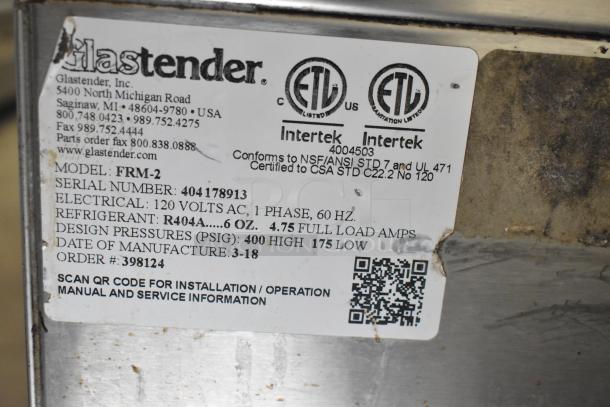 Glastender®
Glastender, Inc.
5400 North Michigan Road
Saginaw, MI • 48604-9780 • USA
800.748.0423 • 989.752.4275
Fax 989.752.4444
Parts order fax 800.838.0888
www.glastender.com
C ETL US
LISTED
Intertek
ETL
SANITATION LISTED
Intertek
4004503
Conforms to NSF/ANSI STD 7 and UL 471
Certified to CSA STD C22.2 No 120
MODEL: FRM-2
SERIAL NUMBER: 404178913
ELECTRICAL: 120 VOLTS AC, 1 PHASE, 60 HZ.
REFRIGERANT: R404A.....6 OZ. 4.75 FULL LOAD AMPS
DESIGN PRESSURES (PSIG): 400 HIGH 175 LOW
DATE OF MANUFACTURE: 3-18
ORDER #: 398124
SCAN QR CODE FOR INSTALLATION / OPERATION
MANUAL AND SERVICE INFORMATION